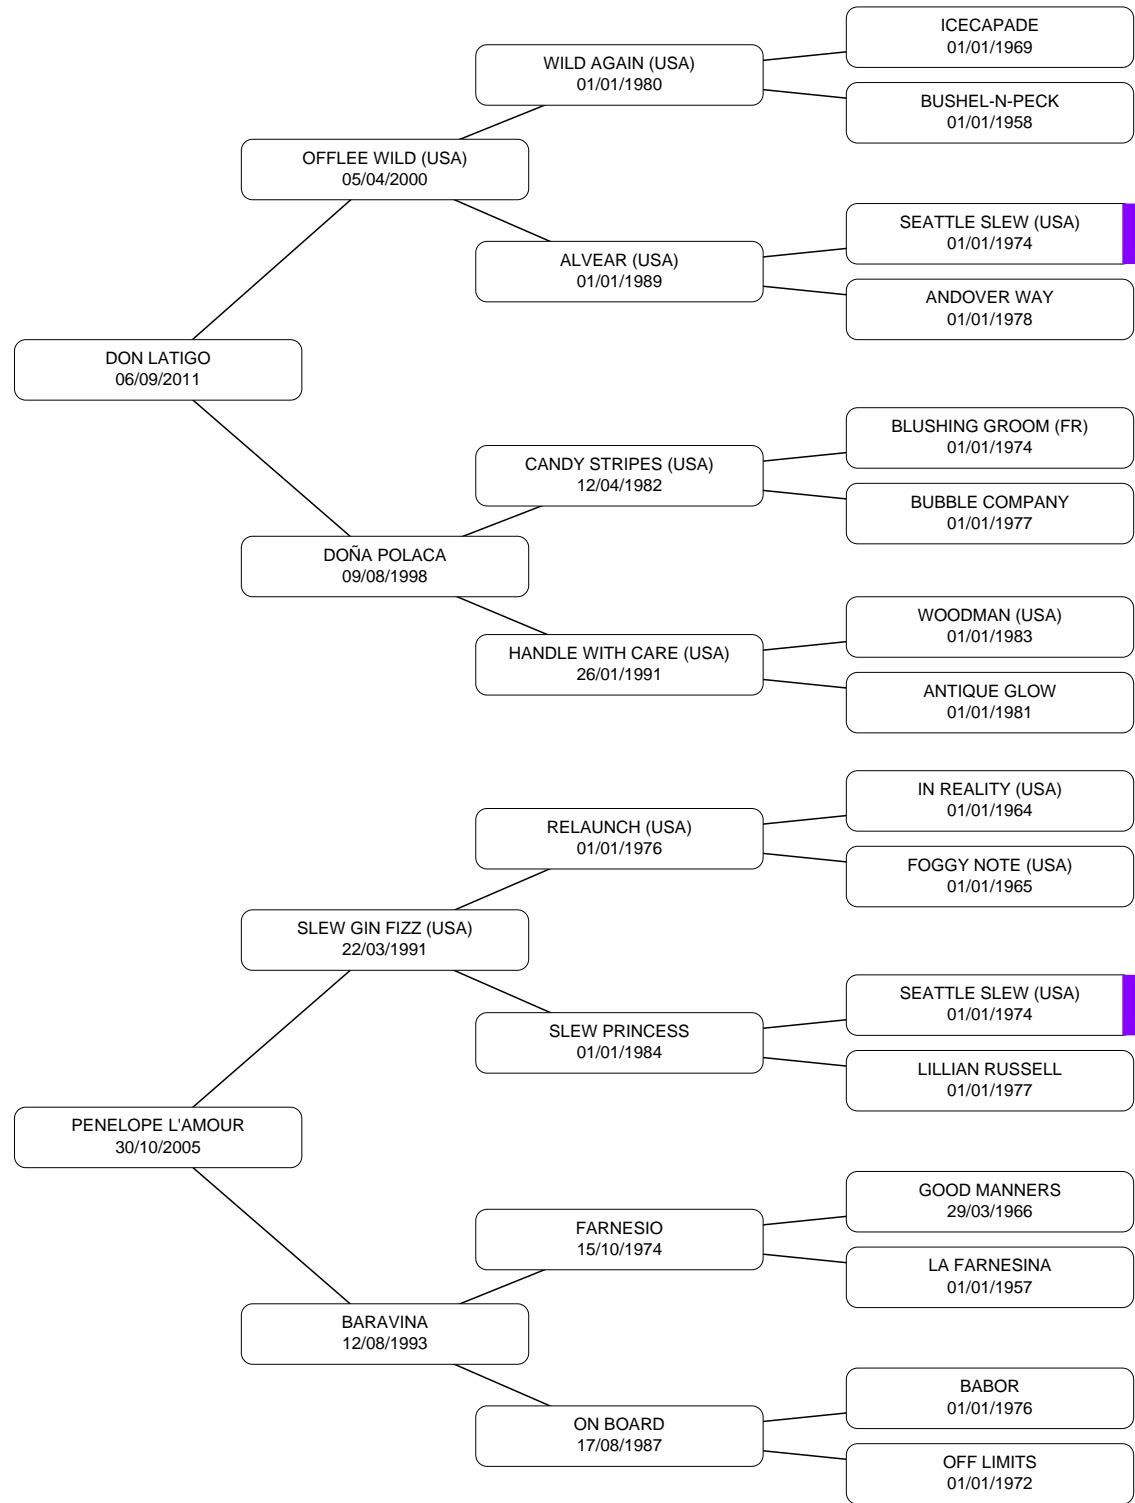 ICECAPADE
01/01/1969
WILD AGAIN (USA)
01/01/1980
BUSHEL-N-PECK
01/01/1958
OFFLEE WILD (USA)
05/04/2000
SEATTLE SLEW (USA)
01/01/1974
ALVEAR (USA)
01/01/1989
ANDOVER WAY
01/01/1978
DON LATIGO
06/09/2011
BLUSHING GROOM (FR)
01/01/1974
CANDY STRIPES (USA)
12/04/1982
BUBBLE COMPANY
01/01/1977
DOÑA POLACA
09/08/1998
WOODMAN (USA)
01/01/1983
HANDLE WITH CARE (USA)
26/01/1991
ANTIQUE GLOW
01/01/1981
IN REALITY (USA)
01/01/1964
RELAUNCH (USA)
01/01/1976
FOGGY NOTE (USA)
01/01/1965
SLEW GIN FIZZ (USA)
22/03/1991
SEATTLE SLEW (USA)
01/01/1974
SLEW PRINCESS
01/01/1984
LILLIAN RUSSELL
01/01/1977
PENELOPE L'AMOUR
30/10/2005
GOOD MANNERS
29/03/1966
FARNESIO
15/10/1974
LA FARNESINA
01/01/1957
BARAVINA
12/08/1993
BABOR
01/01/1976
ON BOARD
17/08/1987
OFF LIMITS
01/01/1972